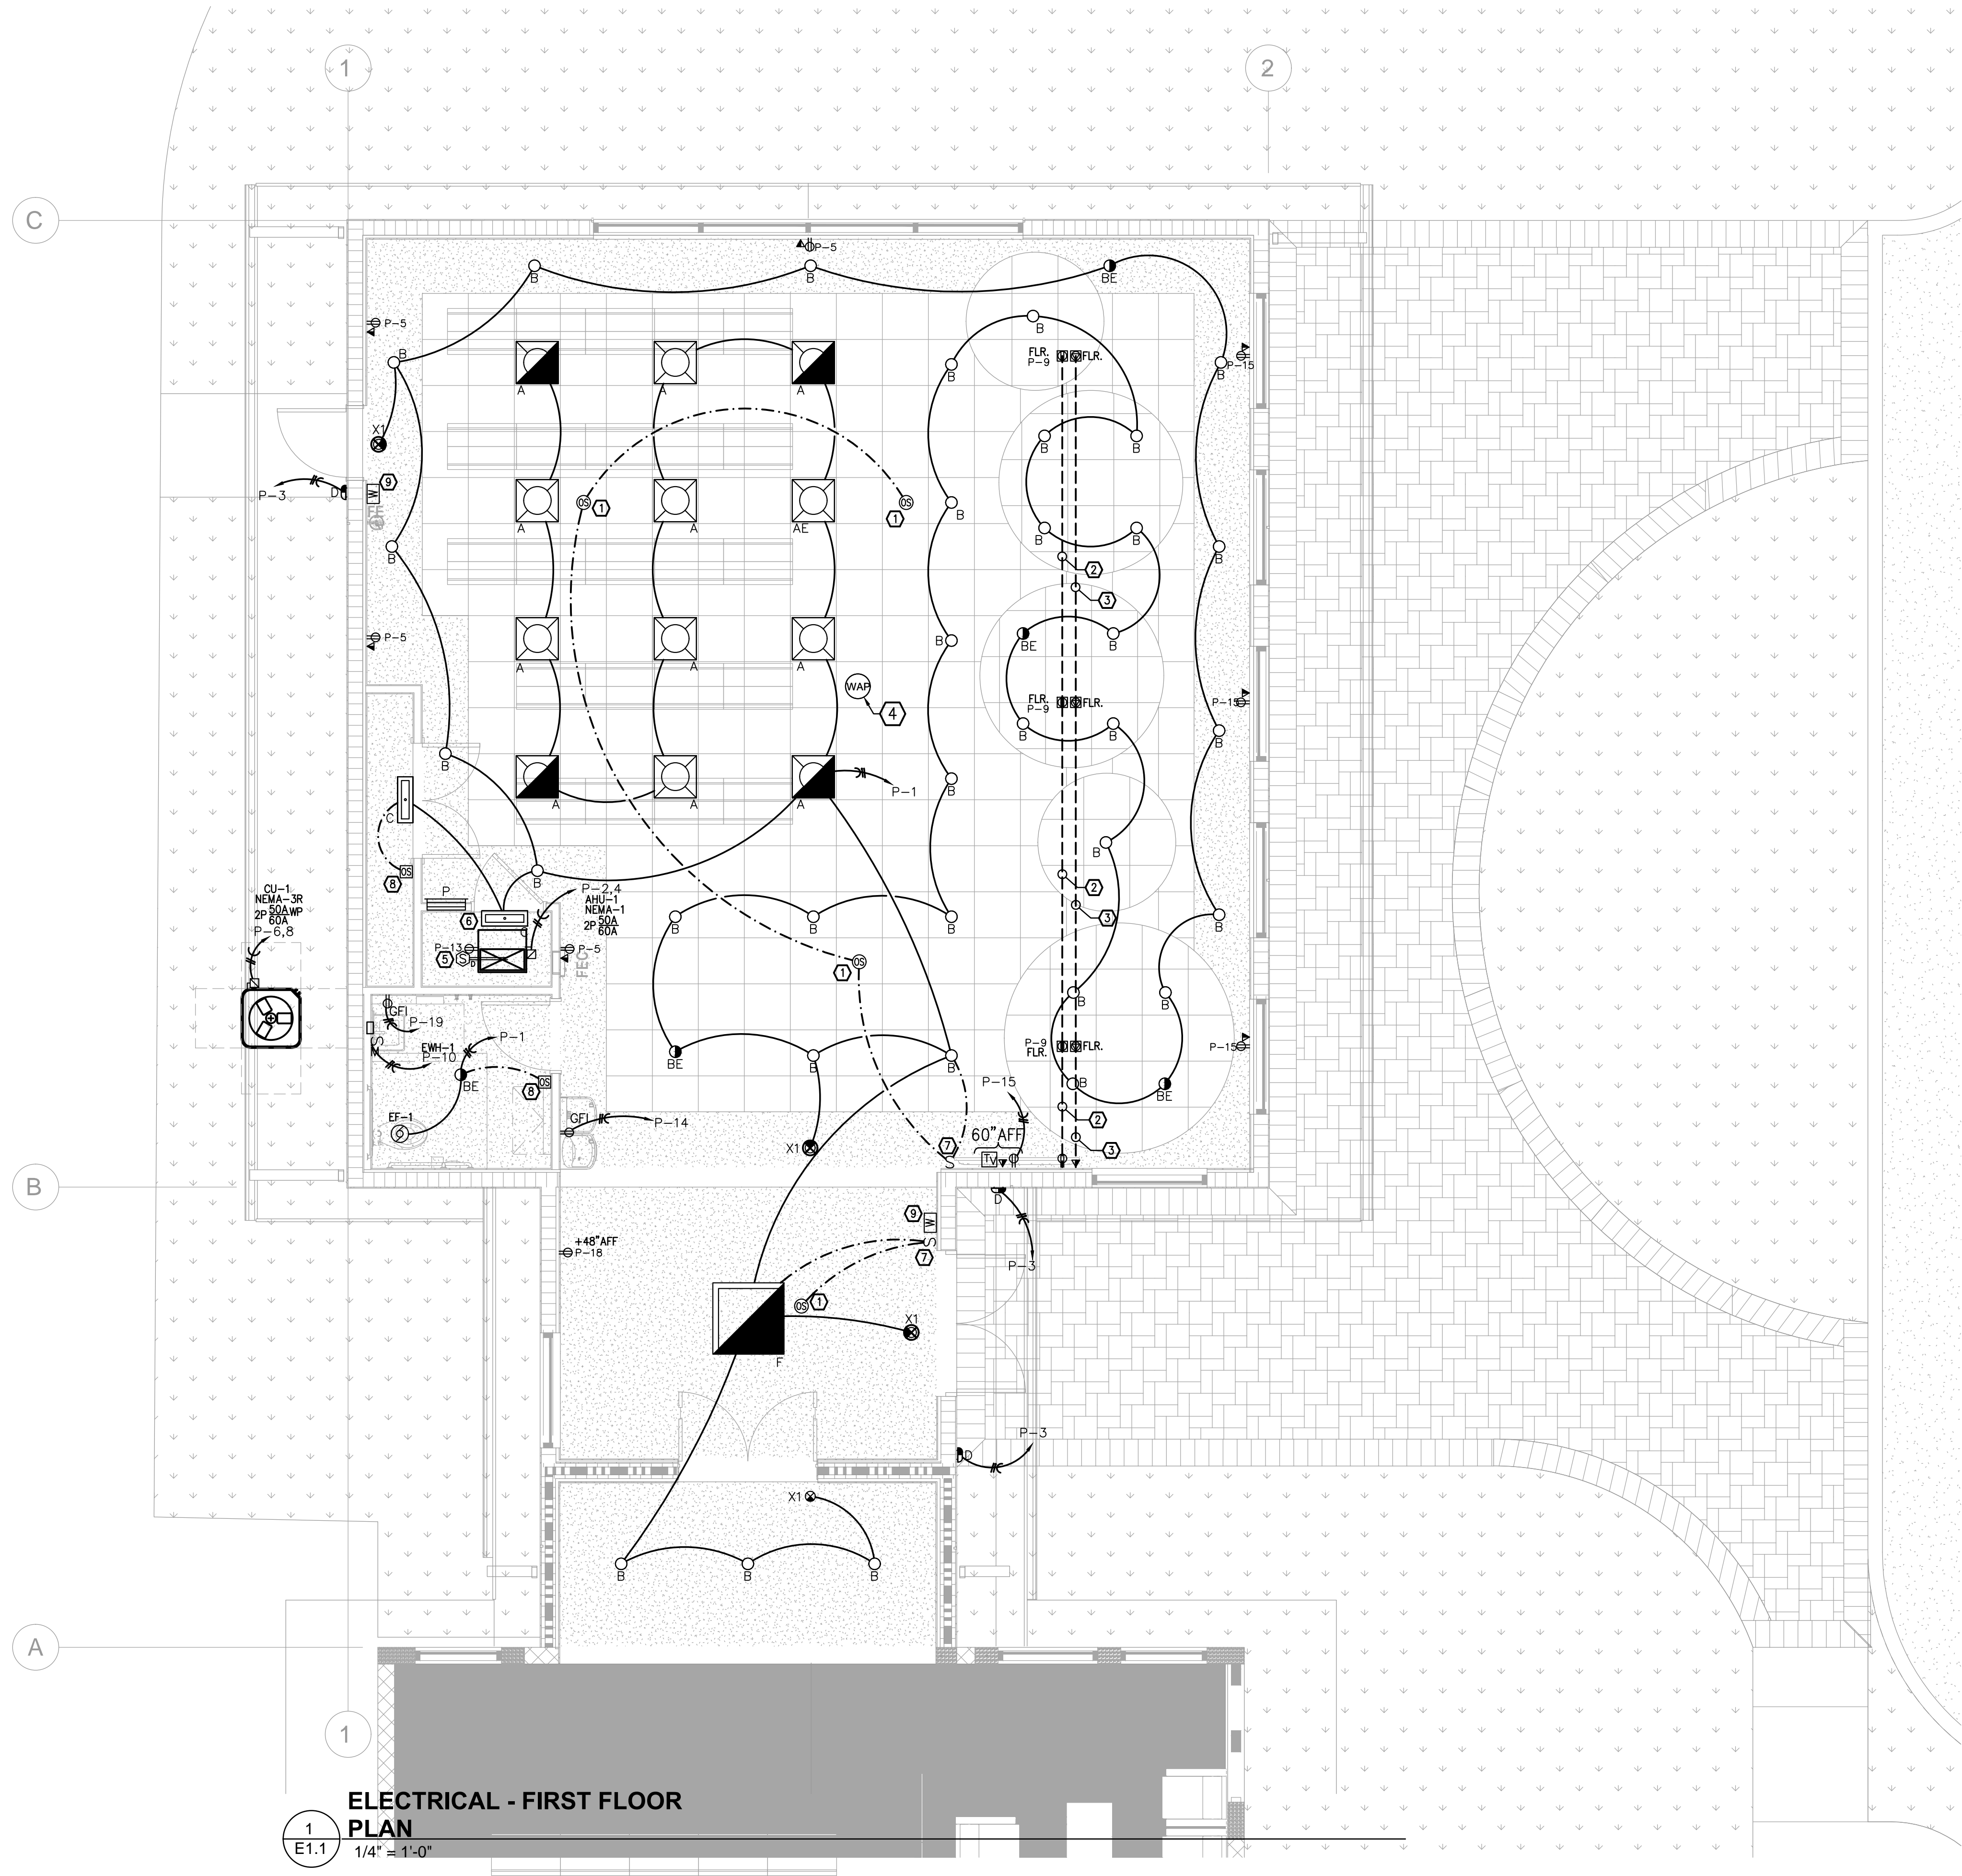 1
2
C
P-5
B
B
BE
B
P-5
B
FLR.
P-9
FLR.
B
B
P-15
B
A
A
A
X1
B
B
9
P-3
D
W
OS
1
OS
1
B
A
A
AE
B
B
B
B
2
3
P-5
B
BE
B
A
A
A
WAP
4
FLR.
P-9
FLR.
P-15
B
B
B
B
B
P-1
A
A
A
C
B
OS
8
P
B
2
3
CU-1
NEMA-3R
2P 50A WP
60A
P-6,8
P-2,4
AHU-1
NEMA-1
2P 50A
60A
6
C
P-13
5
S
D
P-5
FEC
B
B
B
B
OS
1
B
B
GFI
P-19
S
M
EWH-1
P-10
P-1
BE
OS
8
EF-1
BE
B
B
P-9
FLR.
FLR.
P-15
B
BE
P-15
GFI
P-14
2
3
60"AFF
TV
X1
7
S
B
D
9
W
S
7
+48"AFF
P-18
P-3
OS
1
X1
F
P-3
D
X1
B
B
B
A
1
ELECTRICAL - FIRST FLOOR
PLAN
1
E1.1
1/4" = 1'-0"